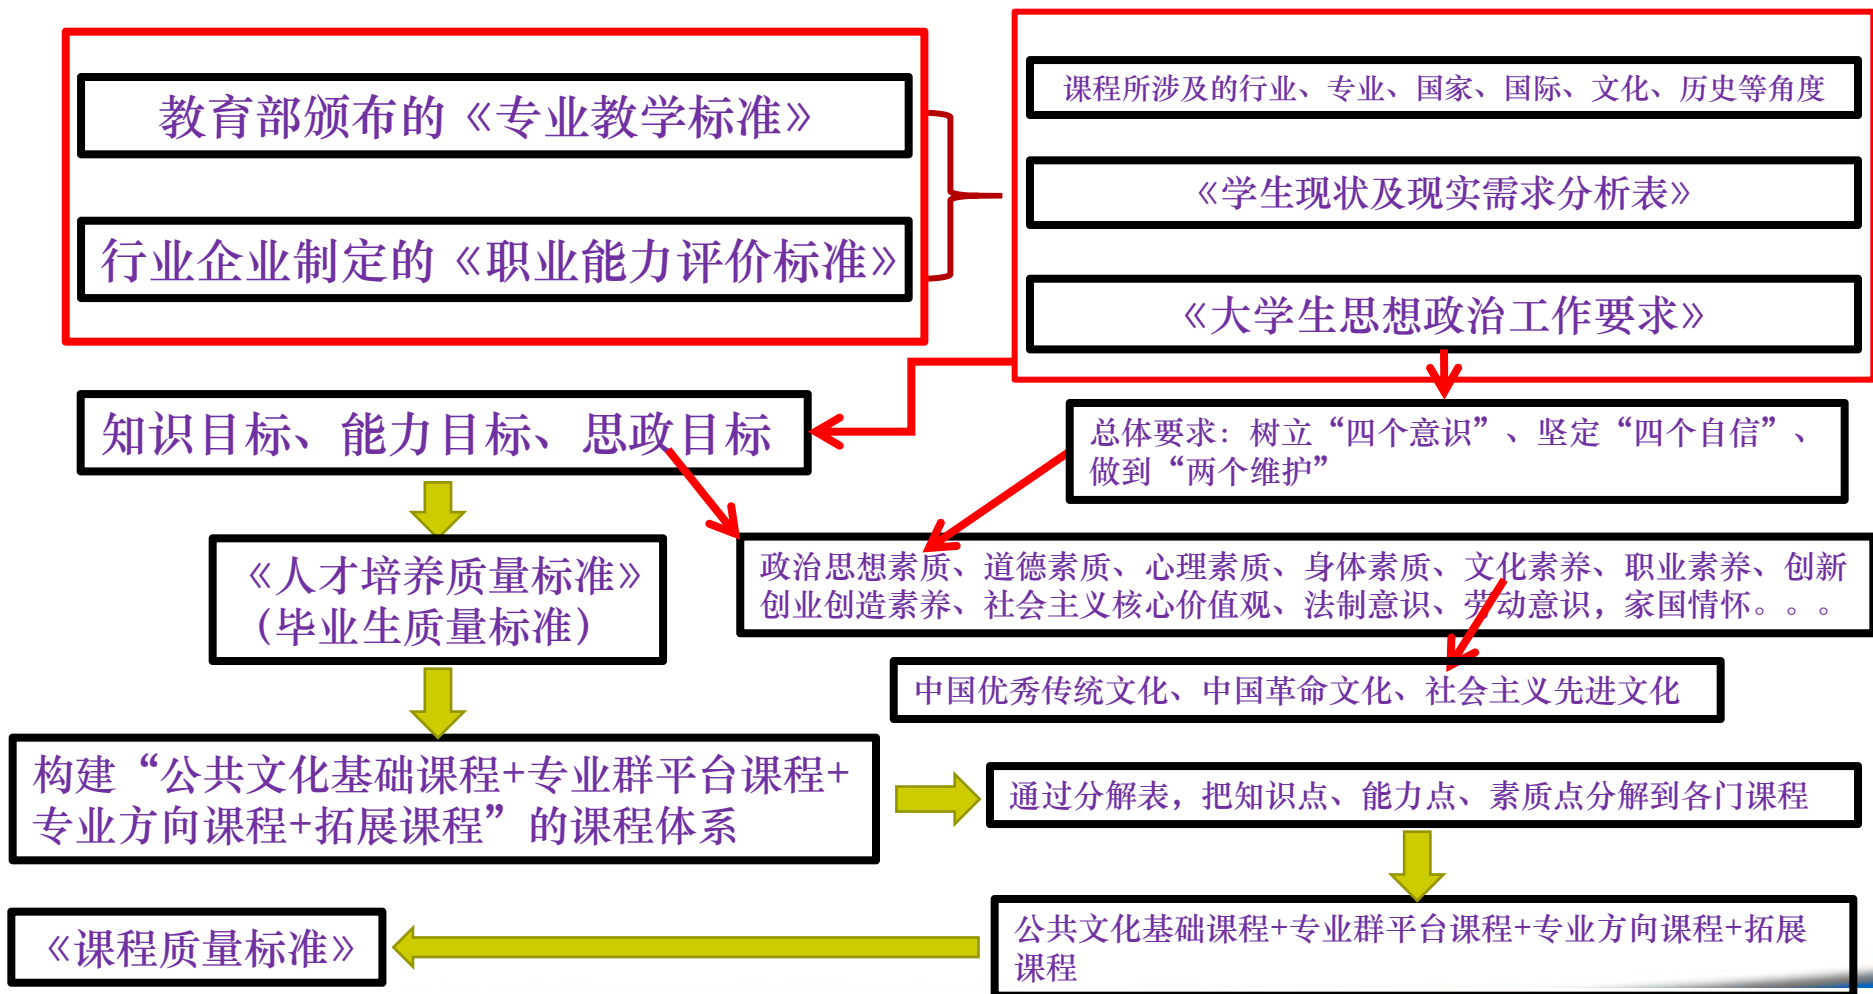 教育部颁布的《专业教学标准》
行业企业制定的《职业能力评价标准》
课程所涉及的行业、专业、国家、国际、文化、历史等角度
《学生现状及现实需求分析表》
《大学生思想政治工作要求》
知识目标、能力目标、思政目标
总体要求：树立“四个意识”、坚定“四个自信”、
做到“两个维护”
《人才培养质量标准》
（毕业生质量标准）
政治思想素质、道德素质、心理素质、身体素质、文化素养、职业素养、创新
创业创造素养、社会主义核心价值观、法制意识、劳动意识，家国情怀。。。
中国优秀传统文化、中国革命文化、社会主义先进文化
构建“公共文化基础课程+专业群平台课程+
专业方向课程+拓展课程”的课程体系
通过分解表，把知识点、能力点、素质点分解到各门课程
公共文化基础课程+专业群平台课程+专业方向课程+拓展
课程
《课程质量标准》